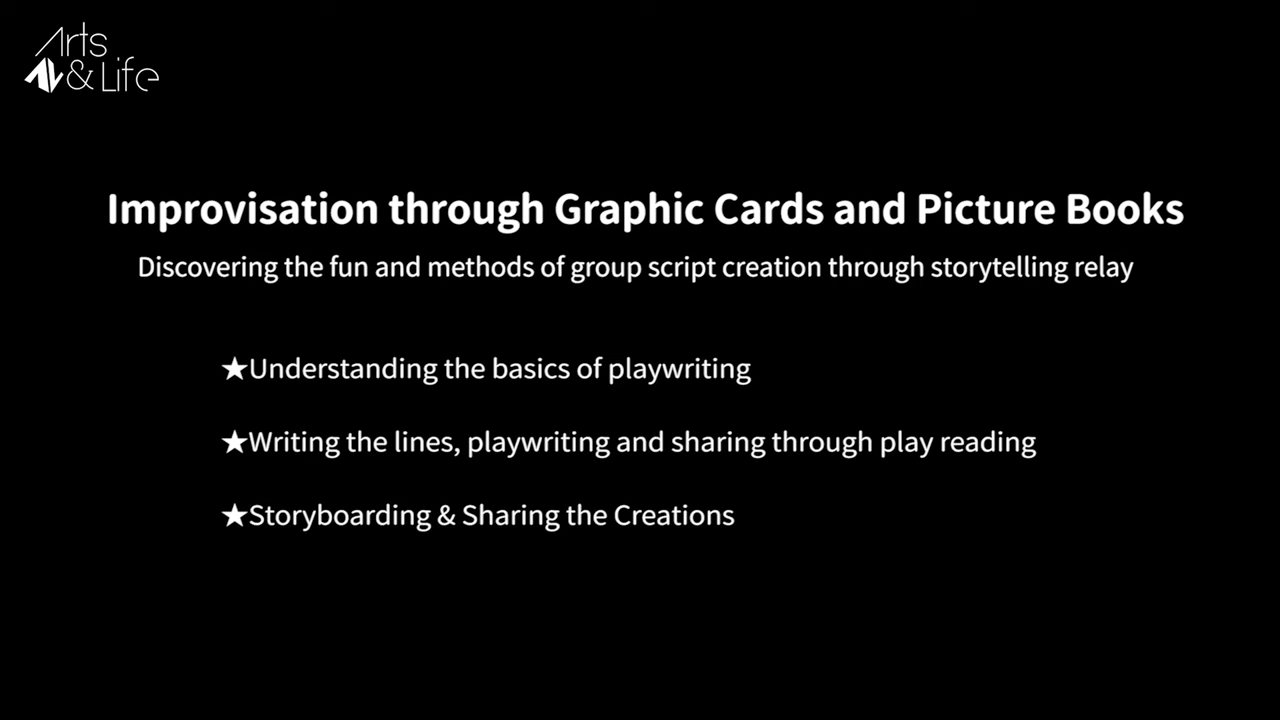 Arts
& Life
Improvisation through Graphic Cards and Picture Books
Discovering the fun and methods of group script creation through storytelling relay
★Understanding the basics of playwriting
★Writing the lines, playwriting and sharing through play reading
★Storyboarding & Sharing the Creations